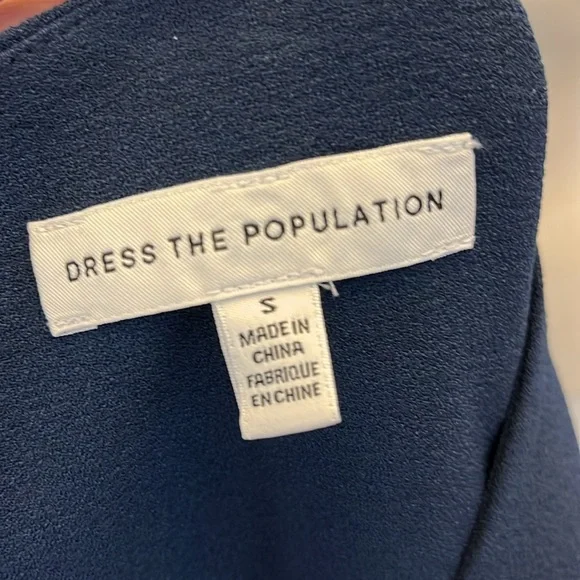 DRESS THE POPULATION
S
MADE IN
CHINA
FABRIQUE
EN CHINE